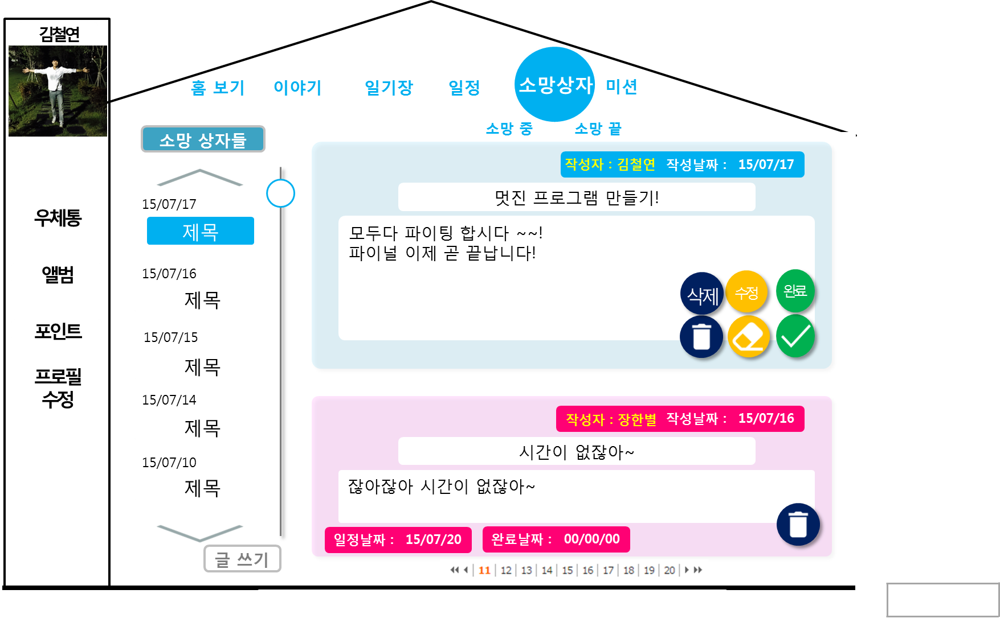 김철연
우체통
앨범
포인트
프로필
수정
홈 보기 이야기 일기장 일정 소망상자 미션
소망 중 소망 끝
소망 상자들
15/07/17
제목
15/07/16
제목
15/07/15
제목
15/07/14
제목
15/07/10
제목
글 쓰기
작성자 : 김철연 작성날짜 : 15/07/17
멋진 프로그램 만들기!
모두다 파이팅 합시다 ~~!
파이널 이제 곧 끝납니다!
삭제 수정 완료
작성자 : 장한별 작성날짜 : 15/07/16
시간이 없잖아~
잖아잖아 시간이 없잖아~
일정날짜 : 15/07/20 완료날짜 : 00/00/00
11 12 13 14 15 16 17 18 19 20